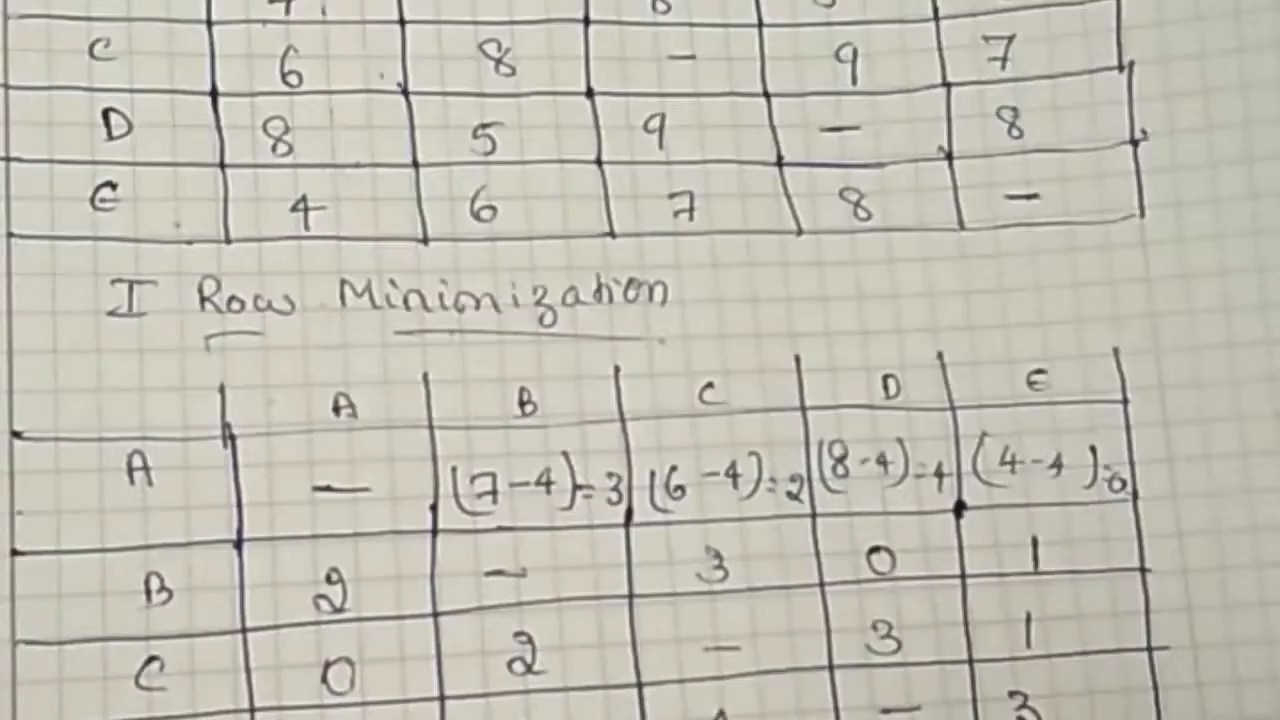 C 6 8 - 9 7
D 8 5 9 - 8
E 4 6 7 8 -
I Row Minimization
A B C D E
A - (7-4)=3 (6-4)=2 (8-4)=4 (4-4)=0
B 2 - 3 0 1
C 0 2 - 3 1
- 3